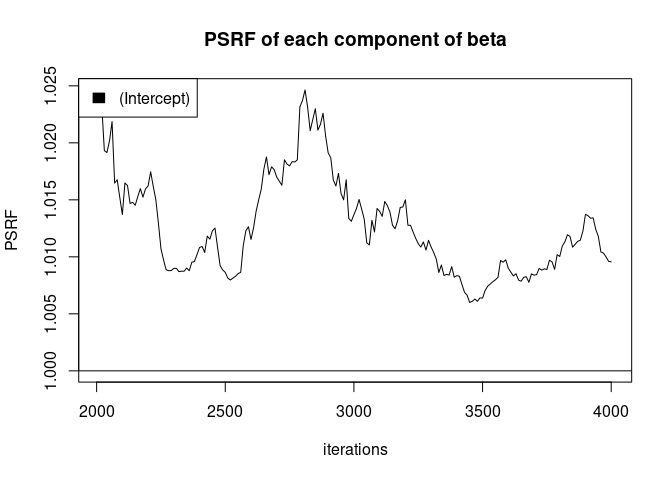 PSRF of each component of beta
(Intercept)
PSRF
1.025
1.020
1.015
1.010
1.005
1.000
2000 2500 3000 3500 4000
iterations